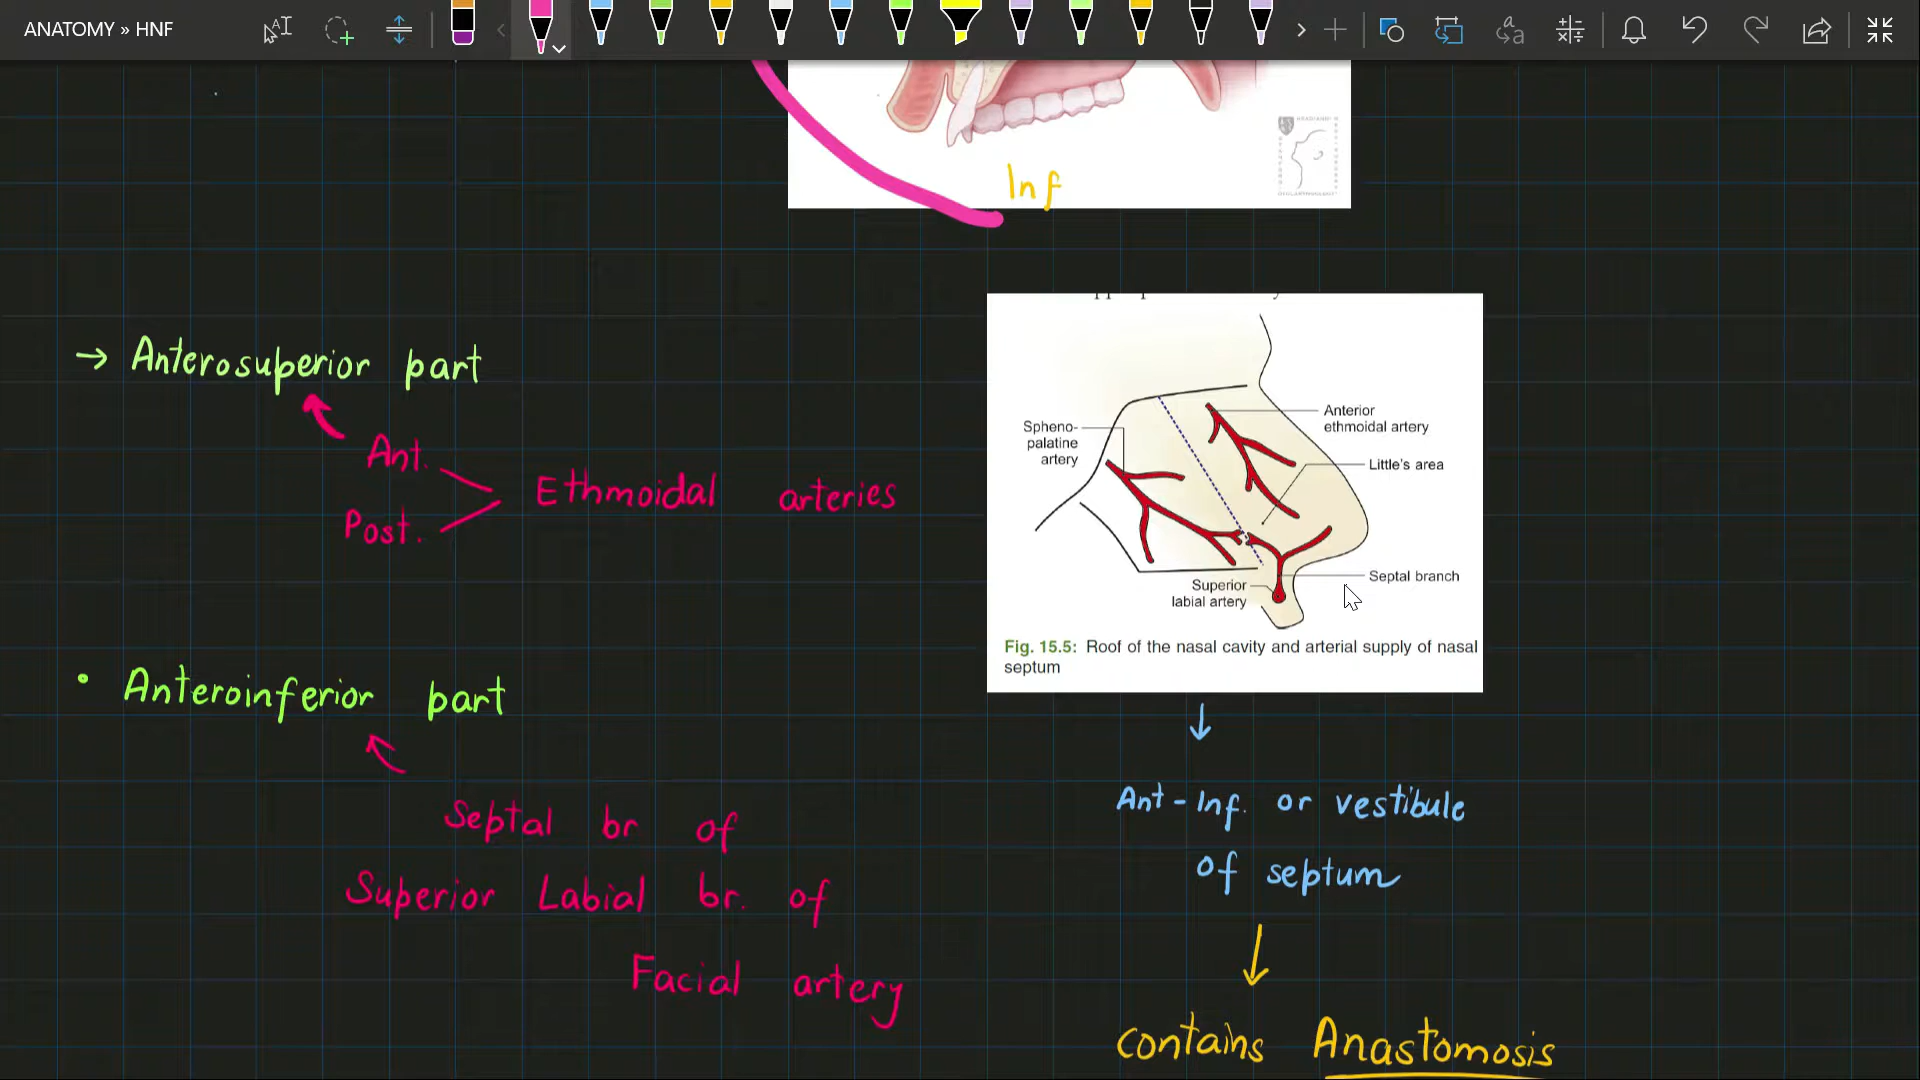 ANATOMY » HNF
Inf
→ Anterosuperior part
Ant.
Post.
Ethmoidal arteries
• Anteroinferior part
Septal br of
Superior Labial br. of
Facial artery
Spheno-
palatine
artery
Anterior
ethmoidal artery
Little's area
Septal branch
Superior
labial artery
Fig. 15.5: Roof of the nasal cavity and arterial supply of nasal
septum
Ant-Inf. or vestibule
of septum
contains Anastomosis